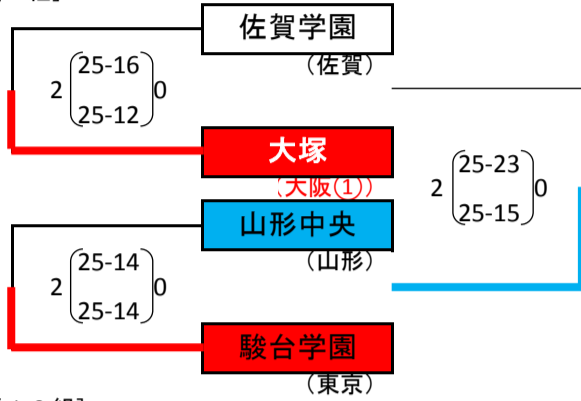 佐賀学園
(佐賀)
2 25-16 0
25-12
大塚
(大阪①)
2 25-23 0
25-15
山形中央
(山形)
2 25-14 0
25-14
駿台学園
(東京)